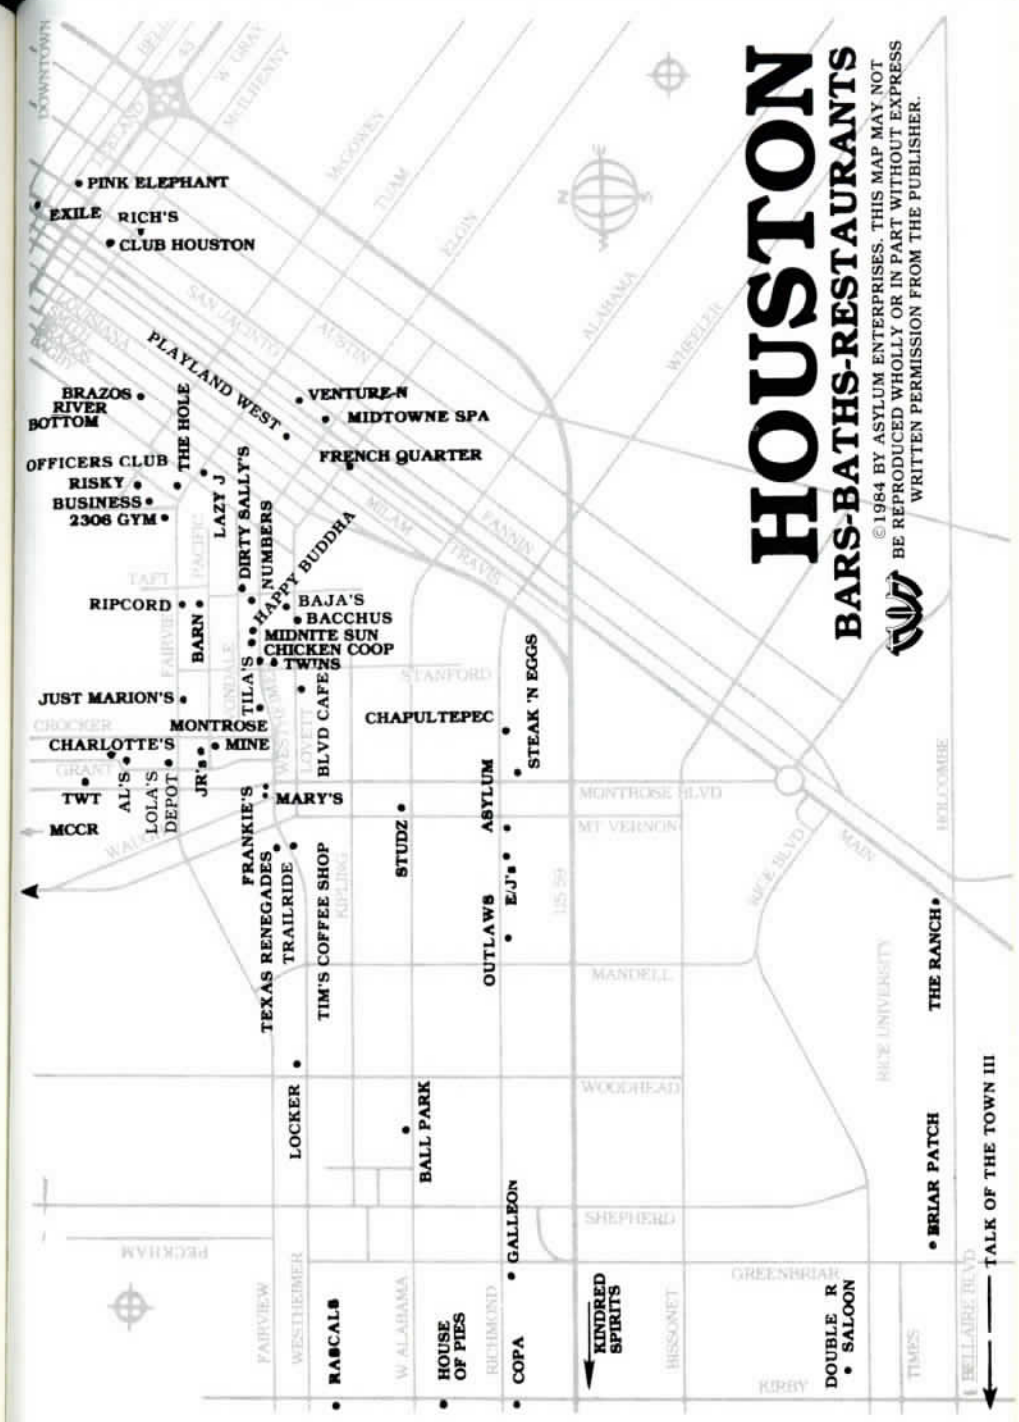 HOUSTON
BARS-BATHS-RESTAURANTS
©1984 BY ASYLUM ENTERPRISES. THIS MAP MAY NOT
BE REPRODUCED WHOLLY OR IN PART WITHOUT EXPRESS
WRITTEN PERMISSION FROM THE PUBLISHER.
DOWNTOWN
43
W GRAY
McILHENNY
McGOWEN
TUAM
ELGIN
ALABAMA
WHEELER
N
E
S
W
PINK ELEPHANT
EXILE
RICH'S
CLUB HOUSTON
LOUISIANA
SMITH
BRAZOS
BAGBY
SAN JACINTO
AUSTIN
PLAYLAND WEST
BRAZOS
RIVER
BOTTOM
THE HOLE
VENTURE-N
MIDTOWNE SPA
FRENCH QUARTER
OFFICERS CLUB
RISKY
BUSINESS
2306 GYM
LAZY J
DIRTY SALLY'S
NUMBERS
HAPPY BUDDHA
MILAM
TRAVIS
FANNIN
TAFT
PACIFIC
FAIRVIEW
RIPCORD
BARN
BAJA'S
BACCHUS
MIDNITE SUN
CHICKEN COOP
TWINS
TILA'S
STANFORD
STEAK 'N EGGS
JUST MARION'S
CROCKER
MONTROSE
MINE
LOVETT
BLVD CAFE
CHAPULTEPEC
CHARLOTTE'S
GRANT
TWT
AL'S
LOLA'S
DEPOT
JR's
MCCR
WAUGH
FRANKIE'S
MARY'S
STUDZ
ASYLUM
MONTROSE BLVD
MT VERNON
HOLCOMBE
MAIN
RICE BLVD
US 59
KIPLING
TEXAS RENEGADES
TRAILRIDE
TIM'S COFFEE SHOP
E/J's
OUTLAWS
MANDELL
THE RANCH
RICE UNIVERSITY
WOODHEAD
LOCKER
BALL PARK
BRIAR PATCH
TALK OF THE TOWN III
SHEPHERD
PECKHAM
GALLEON
GREENBRIAR
FAIRVIEW
WESTHEIMER
RASCALS
W ALABAMA
HOUSE
OF PIES
RICHMOND
COPA
KINDRED
SPIRITS
BISSONET
KIRBY
DOUBLE R
SALOON
TIMES
BELLAIRE BLVD